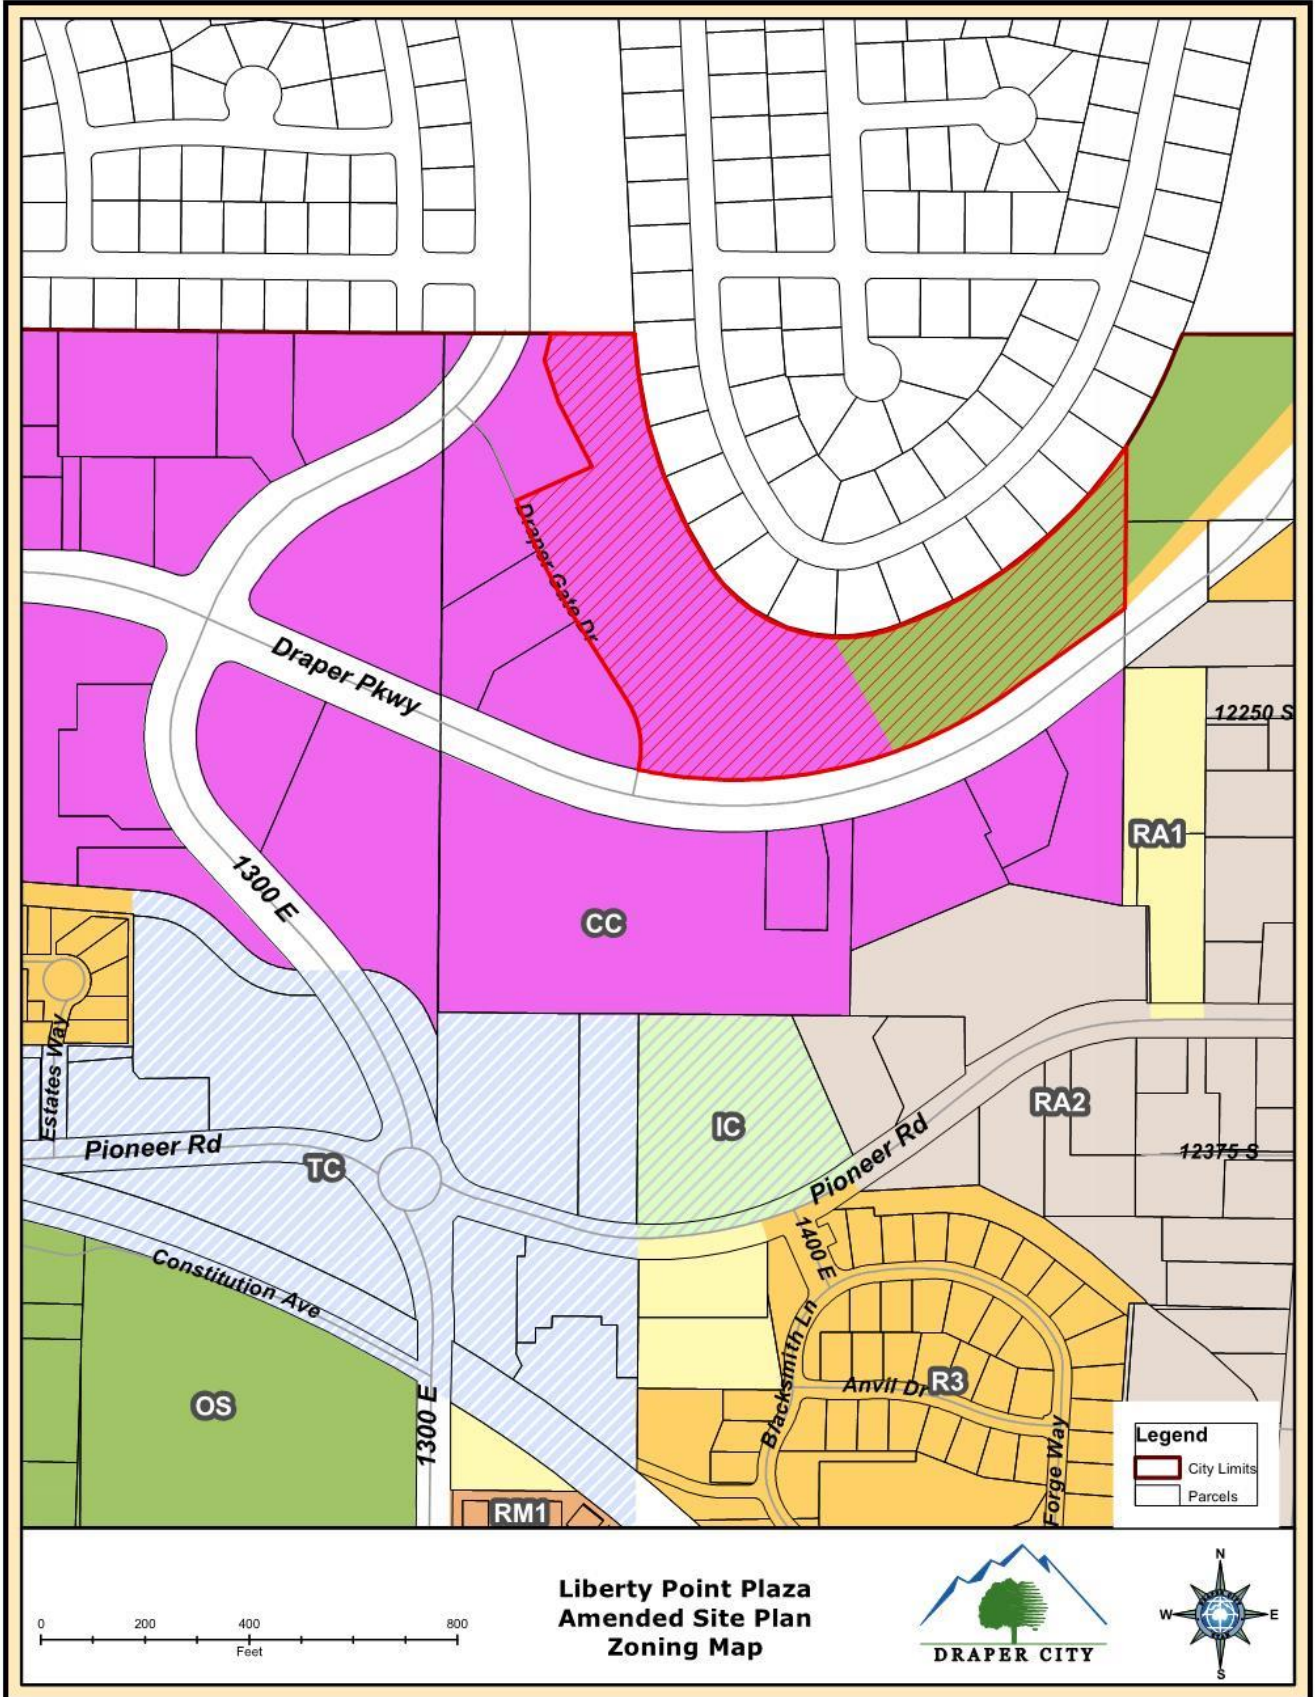 Draper Gate Dr
Draper Pkwy
12250 S
RA1
1300 E
CC
Estates Way
Pioneer Rd
TC
IC
RA2
Pioneer Rd
12375 S
1400 E
Constitution Ave
Blacksmith Ln
Anvil Dr
R3
OS
1300 E
Forge Way
RM1
Legend
City Limits
Parcels
0 200 400 800
Feet
Liberty Point Plaza
Amended Site Plan
Zoning Map
DRAPER CITY
N
W E
S